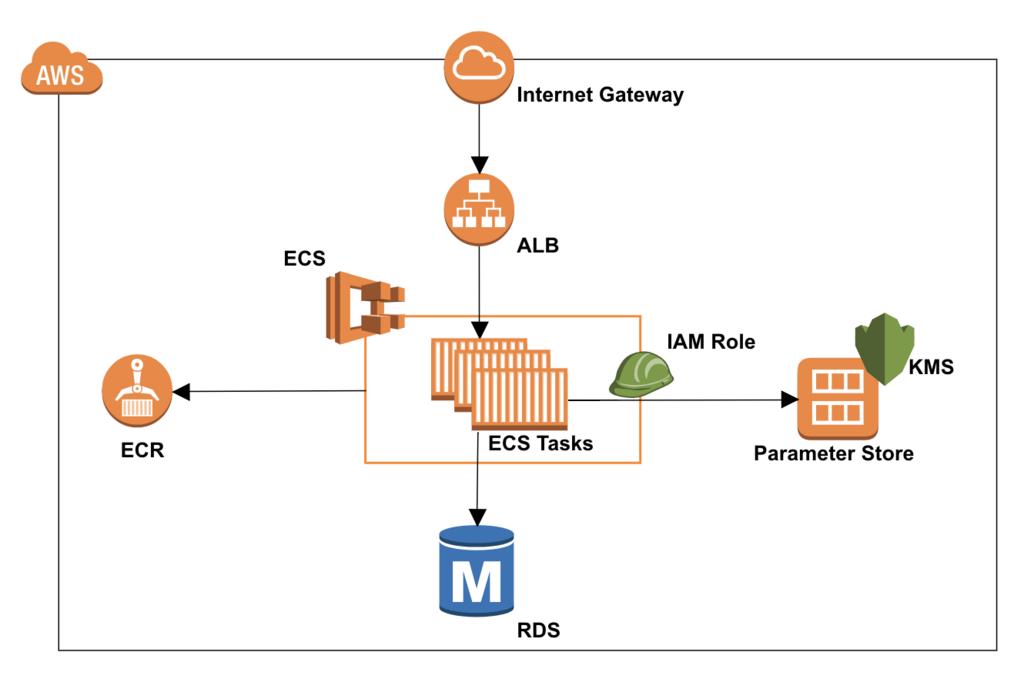 AWS
Internet Gateway
ALB
ECS
IAM Role
KMS
ECS Tasks
ECR
Parameter Store
M
RDS